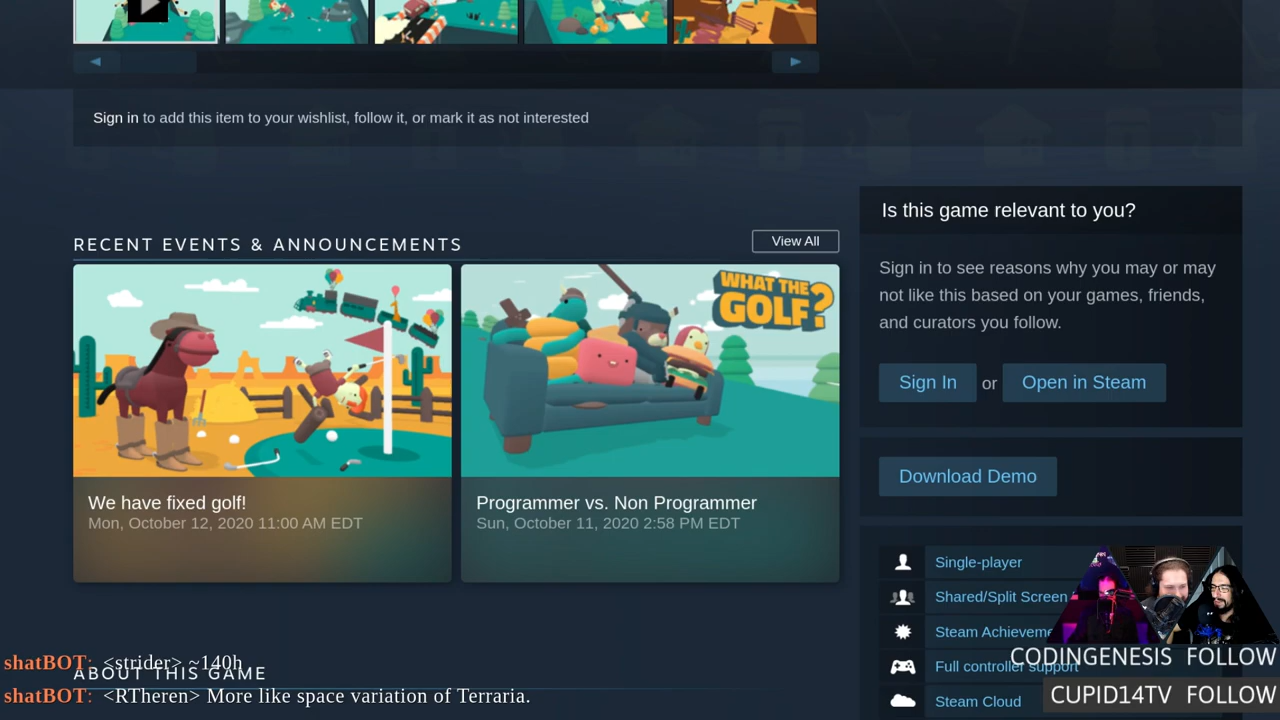 Sign in to add this item to your wishlist, follow it, or mark it as not interested
RECENT EVENTS & ANNOUNCEMENTS
View All
WHAT THE
GOLF?
We have fixed golf!
Mon, October 12, 2020 11:00 AM EDT
Programmer vs. Non Programmer
Sun, October 11, 2020 2:58 PM EDT
Is this game relevant to you?
Sign in to see reasons why you may or may
not like this based on your games, friends,
and curators you follow.
Sign In or Open in Steam
Download Demo
Single-player
Shared/Split Screen
Steam Achieveme
Full controller support
Steam Cloud
CODINGENESIS FOLLOW
CUPID14TV FOLLOW
shatBOT: <strider> ~140h
ABOUT THIS GAME
shatBOT: <RTheren> More like space variation of Terraria.